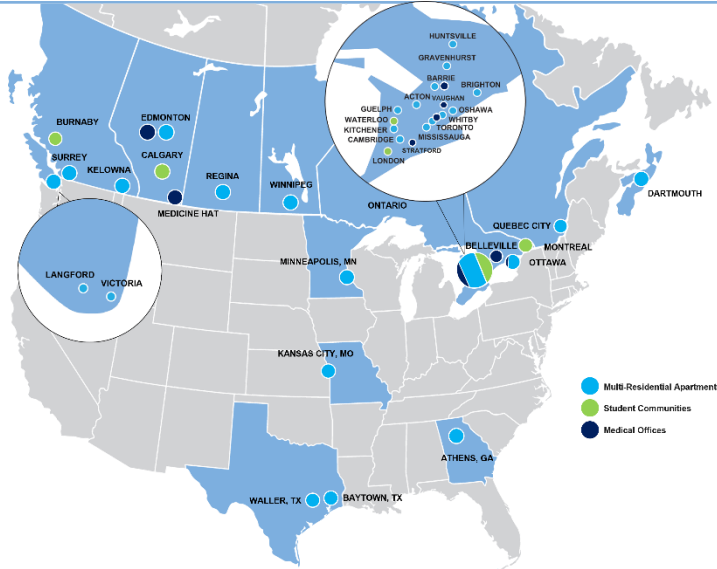 HUNTSVILLE
GRAVENHURST
BARRIE
BRIGHTON
ACTON
VAUGHAN
GUELPH
OSHAWA
WATERLOO
WHITBY
KITCHENER
TORONTO
CAMBRIDGE
MISSISSAUGA
STRATFORD
LONDON
BURNABY
EDMONTON
SURREY
CALGARY
KELOWNA
REGINA
WINNIPEG
MEDICINE HAT
ONTARIO
DARTMOUTH
QUEBEC CITY
BELLEVILLE
MONTREAL
OTTAWA
MINNEAPOLIS, MN
LANGFORD
VICTORIA
KANSAS CITY, MO
Multi-Residential Apartment
Student Communities
Medical Offices
ATHENS, GA
WALLER, TX
BAYTOWN, TX